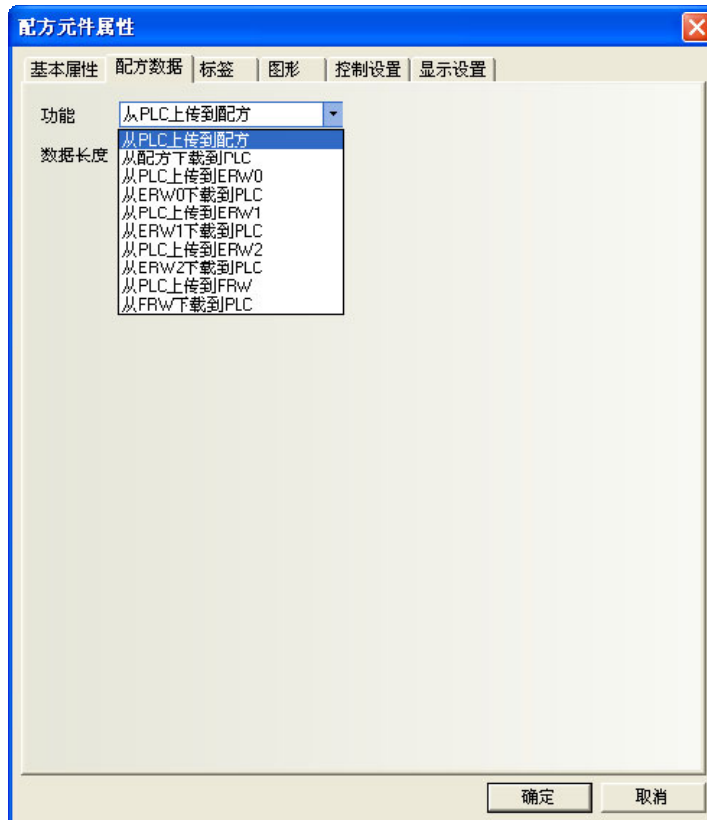 配方元件属性
基本属性 配方数据 标签 图形 控制设置 显示设置
功能 从PLC上传到配方
数据长度
从PLC上传到配方
从配方下载到PLC
从PLC上传到ERW0
从ERW0下载到PLC
从PLC上传到ERW1
从ERW1下载到PLC
从PLC上传到ERW2
从ERW2下载到PLC
从PLC上传到FRW
从FRW下载到PLC
确定 取消